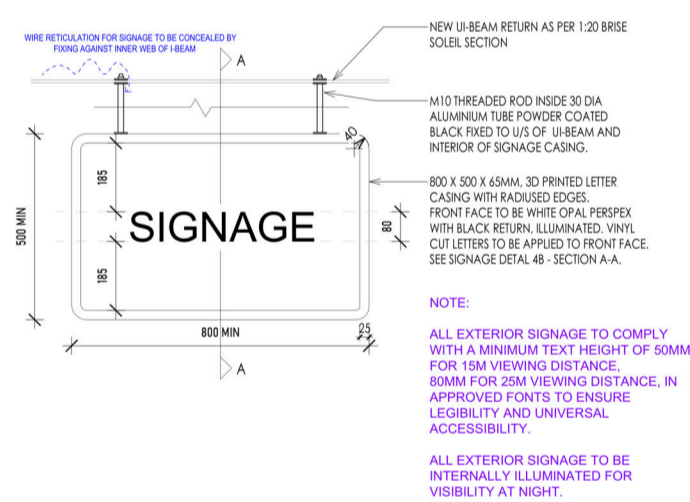 WIRE RETICULATION FOR SIGNAGE TO BE CONCEALED BY
FIXING AGAINST INNER WEB OF I-BEAM
A
NEW UI-BEAM RETURN AS PER 1:20 BRISE
SOLEIL SECTION
M10 THREADED ROD INSIDE 30 DIA
ALUMINIUM TUBE POWDER COATED
BLACK FIXED TO U/S OF UI-BEAM AND
INTERIOR OF SIGNAGE CASING.
40
185
800 X 500 X 65MM, 3D PRINTED LETTER
CASING WITH RADIUSED EDGES.
FRONT FACE TO BE WHITE OPAL PERSPEX
WITH BLACK RETURN, ILLUMINATED. VINYL
CUT LETTERS TO BE APPLIED TO FRONT FACE.
SEE SIGNAGE DETAL 4B - SECTION A-A.
500 MIN
SIGNAGE
80
185
800 MIN
25
A
NOTE:
ALL EXTERIOR SIGNAGE TO COMPLY
WITH A MINIMUM TEXT HEIGHT OF 50MM
FOR 15M VIEWING DISTANCE,
80MM FOR 25M VIEWING DISTANCE, IN
APPROVED FONTS TO ENSURE
LEGIBILITY AND UNIVERSAL
ACCESSIBILITY.
ALL EXTERIOR SIGNAGE TO BE
INTERNALLY ILLUMINATED FOR
VISIBILITY AT NIGHT.